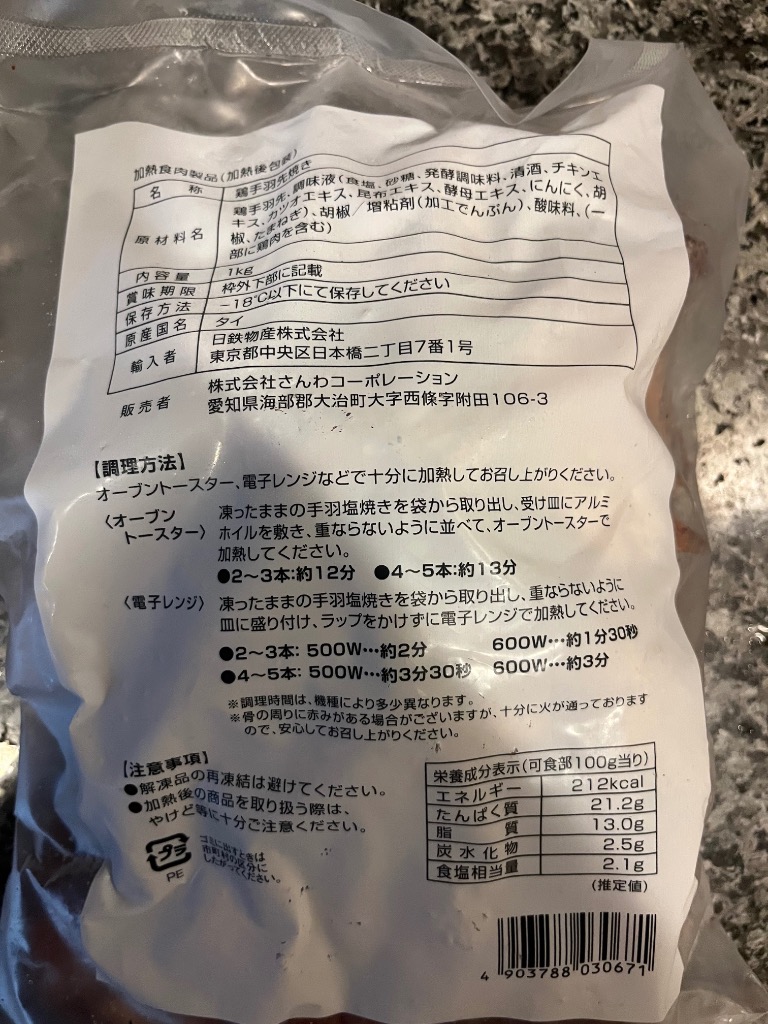 加熱食肉製品(加熱後包装)
名称 鶏手羽先焼き
原材料名 鶏手羽先、調味液(食塩、砂糖、発酵調味料、清酒、チキンエ
キス、カツオエキス、昆布エキス、酵母エキス、にんにく、胡
椒、たまねぎ)、胡椒/増粘剤(加工でんぷん)、酸味料、(一
部に鶏肉を含む)
内容量 1kg
賞味期限 枠外下部に記載
保存方法 -18℃以下にて保存してください
原産国名 タイ
輸入者 日鉄物産株式会社
東京都中央区日本橋二丁目7番1号
販売者 株式会社さんわコーポレーション
愛知県海部郡大治町大字西條字附田106-3
【調理方法】
オーブントースター、電子レンジなどで十分に加熱してお召し上がりください。
〈オーブン
トースター〉
凍ったままの手羽塩焼きを袋から取り出し、受け皿にアルミ
ホイルを敷き、重ならないように並べて、オーブントースターで
加熱してください。
●2〜3本:約12分 ●4〜5本:約13分
〈電子レンジ〉 凍ったままの手羽塩焼きを袋から取り出し、重ならないように
皿に盛り付け、ラップをかけずに電子レンジで加熱してください。
●2〜3本: 500W…約2分 600W…約1分30秒
●4〜5本: 500W…約3分30秒 600W…約3分
※調理時間は、機種により多少異なります。
※骨の周りに赤みがある場合がございますが、十分に火が通っております
ので、安心してお召し上がりください。
【注意事項】
●解凍品の再凍結は避けてください。
●加熱後の商品を取り扱う際は、
やけど等に十分ご注意ください。
プラ
PE
ゴミに出すときは
市町村の区分に
したがってください。
栄養成分表示(可食部100g当り)
エネルギー 212kcal
たんぱく質 21.2g
脂質 13.0g
炭水化物 2.5g
食塩相当量 2.1g
(推定値)
4 903788 030671